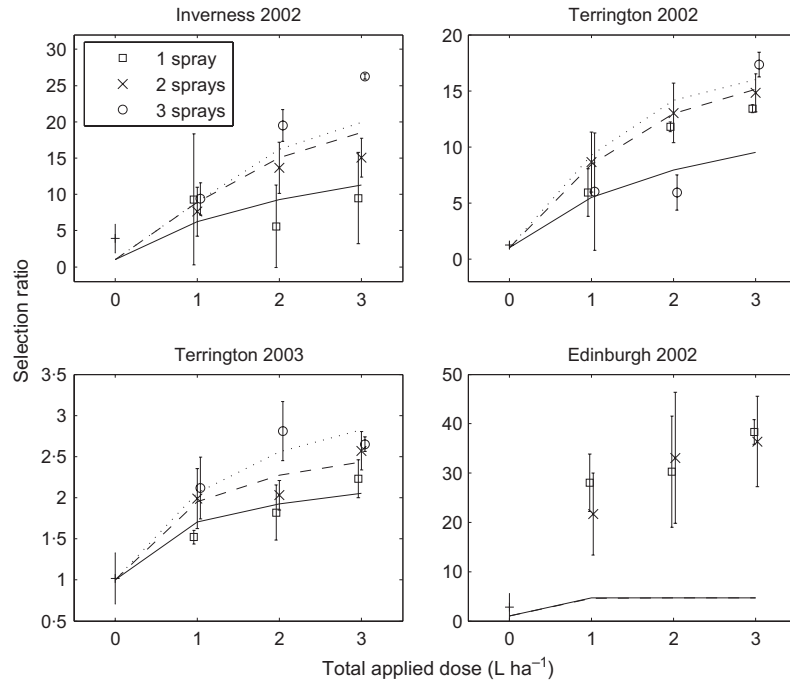 Inverness 2002
30
25
20
15
10
5
0
1 spray
2 sprays
3 sprays
0 1 2 3
Terrington 2002
20
15
10
5
0
0 1 2 3
Selection ratio
Terrington 2003
3
2·5
2
1·5
1
0·5
0 1 2 3
Edinburgh 2002
50
40
30
20
10
0
0 1 2 3
Total applied dose (L ha⁻¹)